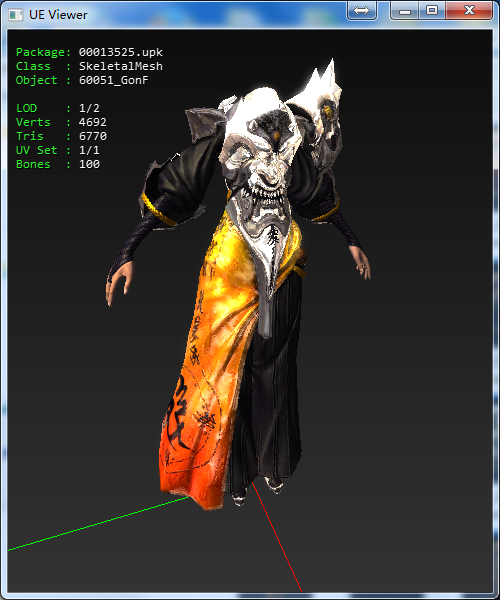 UE Viewer
Package: 00013525.upk
Class : SkeletalMesh
Object : 60051_GonF
LOD : 1/2
Verts : 4692
Tris : 6770
UV Set : 1/1
Bones : 100